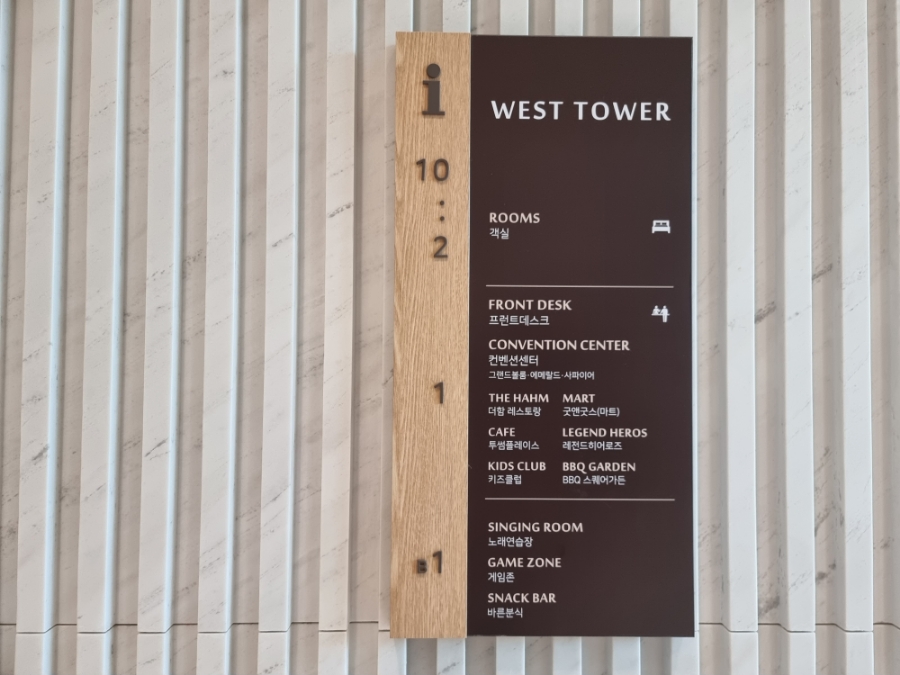 i
WEST TOWER
10
:
2
ROOMS
객실
1
FRONT DESK
프런트데스크
CONVENTION CENTER
컨벤션센터
그랜드볼룸·에메랄드·사파이어
THE HAHM
더함 레스토랑
MART
굿앤굿스(마트)
CAFE
투썸플레이스
LEGEND HEROS
레전드히어로즈
KIDS CLUB
키즈클럽
BBQ GARDEN
BBQ 스퀘어가든
B1
SINGING ROOM
노래연습장
GAME ZONE
게임존
SNACK BAR
바른분식